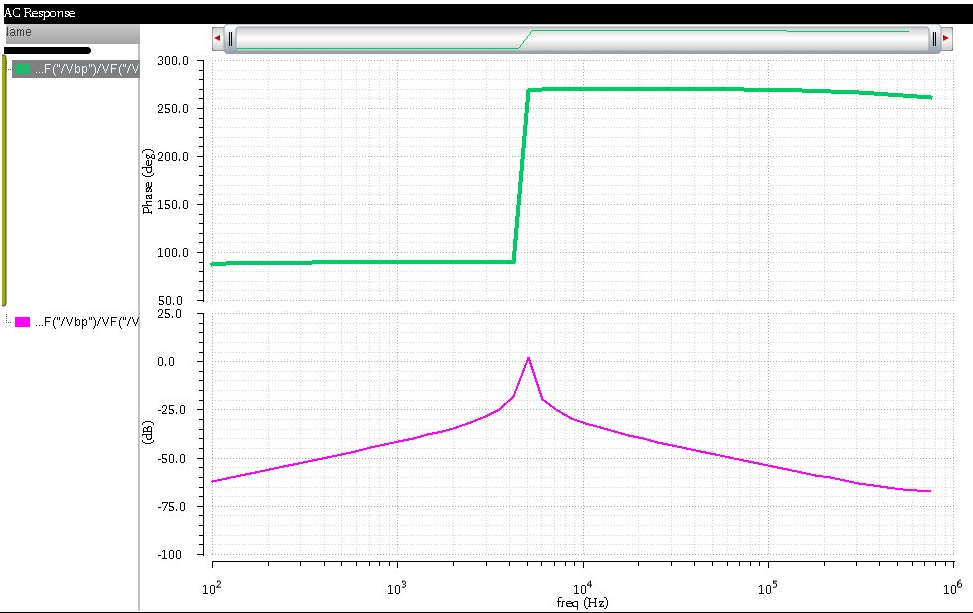 AC Response
Name
...F("/Vbp")/VF("/V
300.0
250.0
200.0
150.0
100.0
50.0
Phase (deg)
...F("/Vbp")/VF("/V
25.0
0.0
-25.0
-50.0
-75.0
-100
(dB)
10² 10³ 10⁴ 10⁵ 10⁶
freq (Hz)